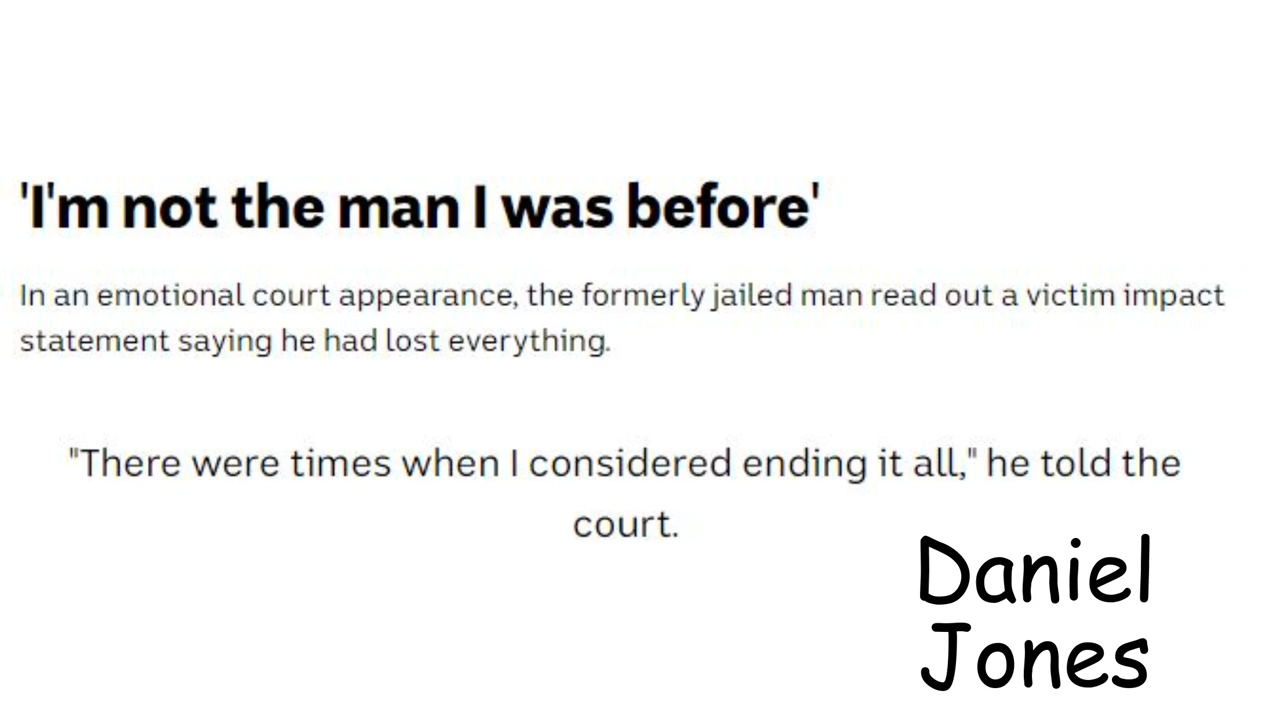 'I'm not the man I was before'
In an emotional court appearance, the formerly jailed man read out a victim impact
statement saying he had lost everything.
"There were times when I considered ending it all," he told the
court.
Daniel
Jones